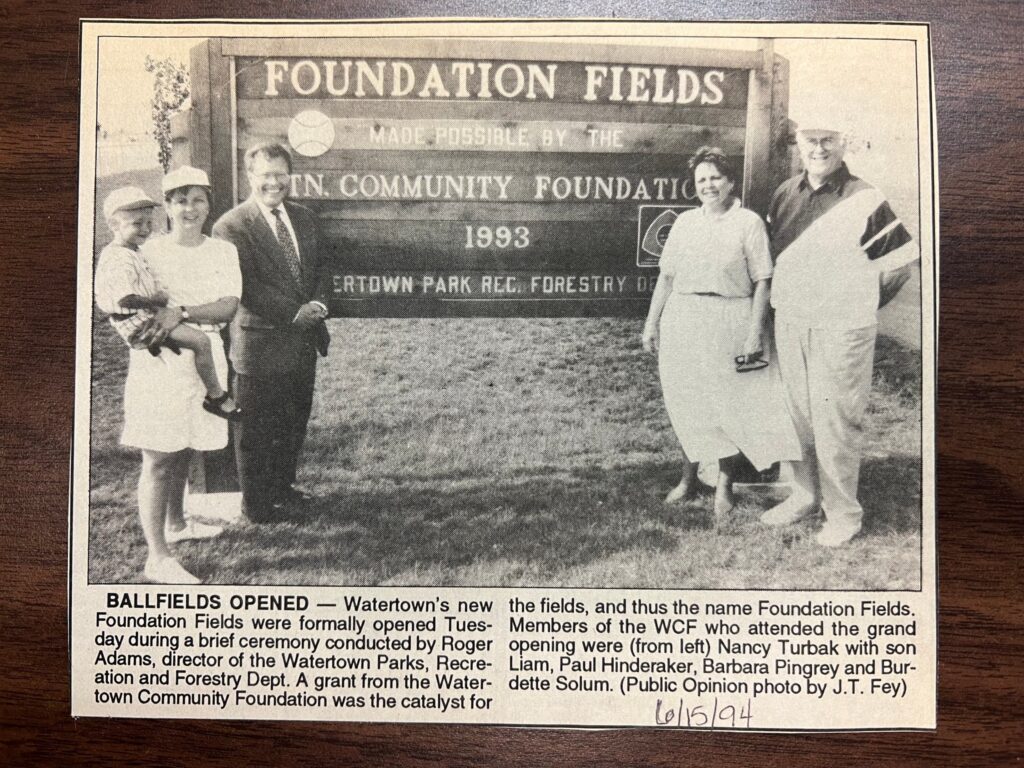 FOUNDATION FIELDS
MADE POSSIBLE BY THE
TN. COMMUNITY FOUNDATIO
1993
ERTOWN PARK REC. FORESTRY DE
BALLFIELDS OPENED — Watertown's new
Foundation Fields were formally opened Tues-
day during a brief ceremony conducted by Roger
Adams, director of the Watertown Parks, Recre-
ation and Forestry Dept. A grant from the Water-
town Community Foundation was the catalyst for
the fields, and thus the name Foundation Fields.
Members of the WCF who attended the grand
opening were (from left) Nancy Turbak with son
Liam, Paul Hinderaker, Barbara Pingrey and Bur-
dette Solum. (Public Opinion photo by J.T. Fey)
6/15/94